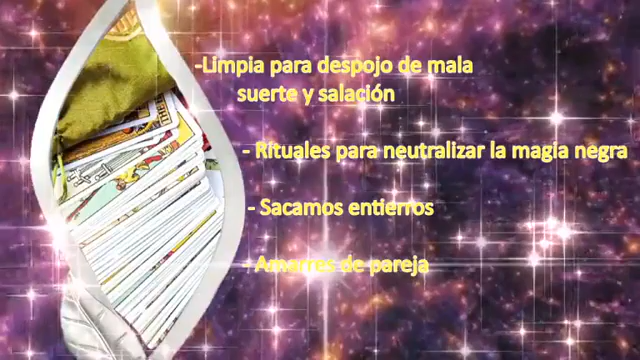 -Limpia para despojo de mala
suerte y salación
- Rituales para neutralizar la magia negra
- Sacamos entierros
- Amarres de pareja